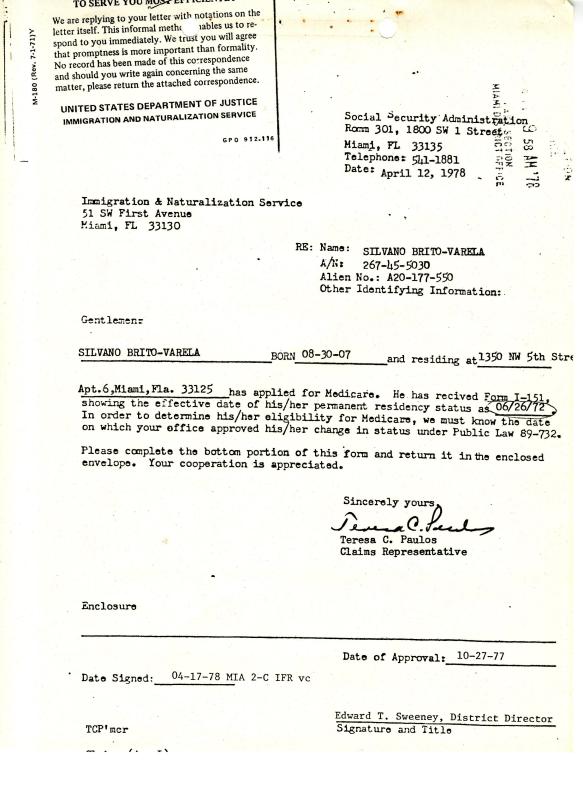 TO SERVE YOU MOST EFFICIENTLY
We are replying to your letter with notations on the
letter itself. This informal ables us to re-
spond to you immediately. We trust you will agree
that promptness is more important than formality.
No record has been made of this correspondence
and should you write again concerning the same
matter, please return the attached correspondence.
UNITED STATES DEPARTMENT OF JUSTICE
IMMIGRATION AND NATURALIZATION SERVICE
GPO 912-136
M-180 (Rev. 7-1-71)Y
Social Security Administration
Room 301, 1800 SW 1 Street
Miami, FL 33135
Telephone: 541-1881
Date: April 12, 1978
58 AM '78
SECTION
MIAMI DISTRICT OFFICE
Immigration & Naturalization Service
51 SW First Avenue
Miami, FL 33130
RE: Name: SILVANO BRITO-VARELA
A/N: 267-45-5030
Alien No.: A20-177-550
Other Identifying Information:
Gentlemen:
SILVANO BRITO-VARELA BORN 08-30-07 and residing at 1350 NW 5th Stre
Apt.6,Miami,Fla. 33125 has applied for Medicare. He has recived Form I-151,
showing the effective date of his/her permanent residency status as 06/26/72.
In order to determine his/her eligibility for Medicare, we must know the date
on which your office approved his/her change in status under Public Law 89-732.
Please complete the bottom portion of this form and return it in the enclosed
envelope. Your cooperation is appreciated.
Sincerely yours,
Teresa C. Paulos
Teresa C. Paulos
Claims Representative
Enclosure
Date of Approval: 10-27-77
Date Signed: 04-17-78 MIA 2-C IFR vc
Edward T. Sweeney, District Director
Signature and Title
TCP'mcr